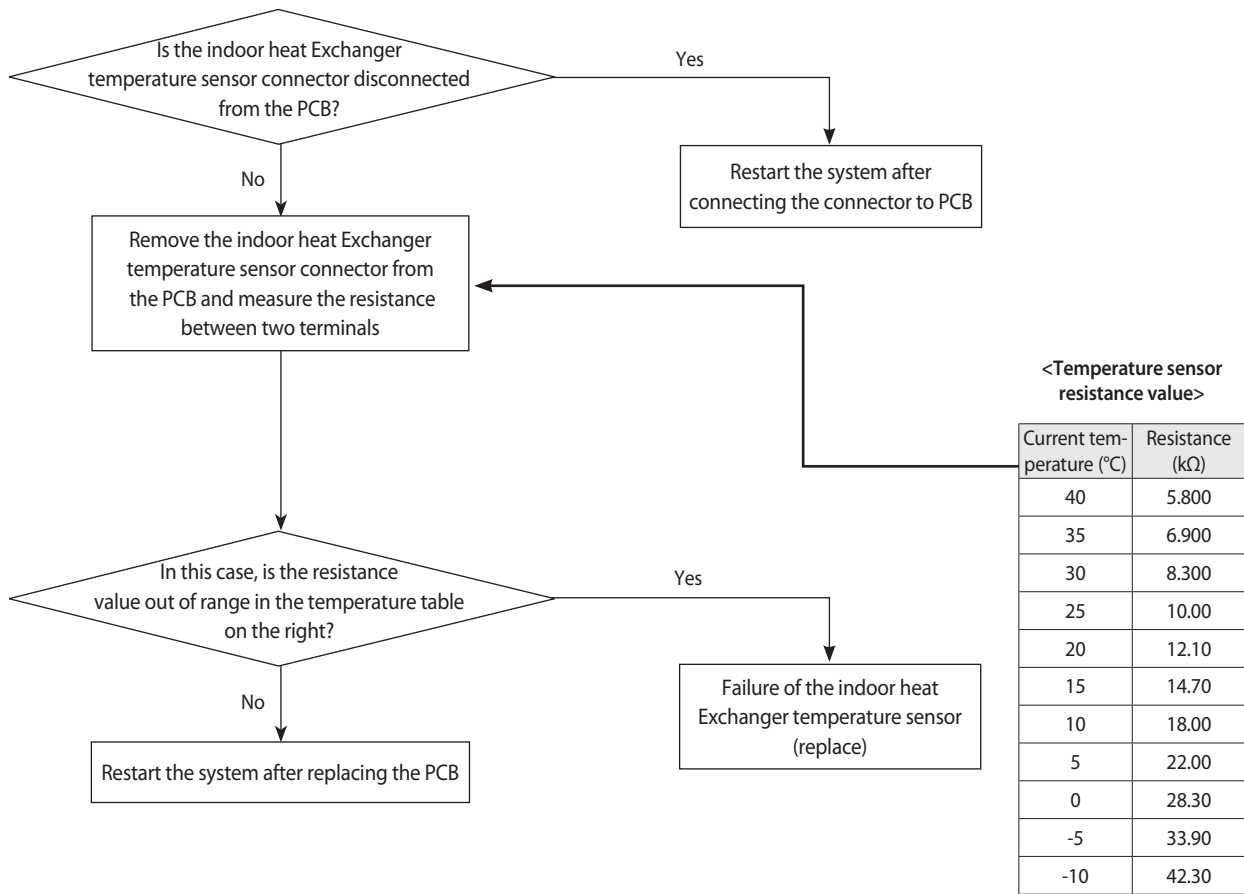 Is the indoor heat Exchanger
temperature sensor connector disconnected
from the PCB?
Yes
Restart the system after
connecting the connector to PCB
No
Remove the indoor heat Exchanger
temperature sensor connector from
the PCB and measure the resistance
between two terminals
<Temperature sensor
resistance value>
Current tem-
perature (°C)
Resistance
(kΩ)
40 5.800
35 6.900
30 8.300
25 10.00
20 12.10
15 14.70
10 18.00
5 22.00
0 28.30
-5 33.90
-10 42.30
In this case, is the resistance
value out of range in the temperature table
on the right?
Yes
Failure of the indoor heat
Exchanger temperature sensor
(replace)
No
Restart the system after replacing the PCB